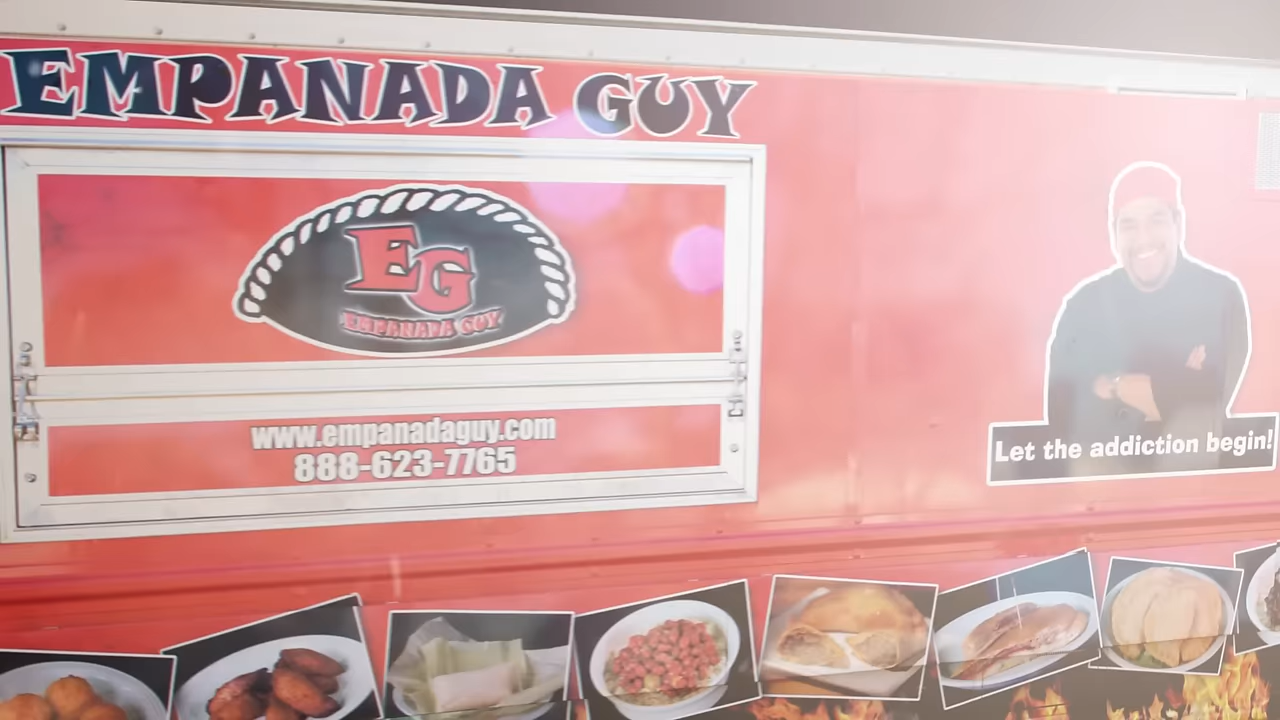 EMPANADA GUY
EG
EMPANADA GUY
www.empanadaguy.com
888-623-7765
Let the addiction begin!